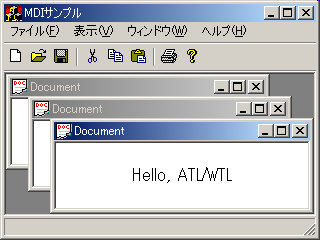 MDIサンプル
ファイル(F) 表示(V) ウィンドウ(W) ヘルプ(H)
Document
Document
Document
Hello, ATL/WTL